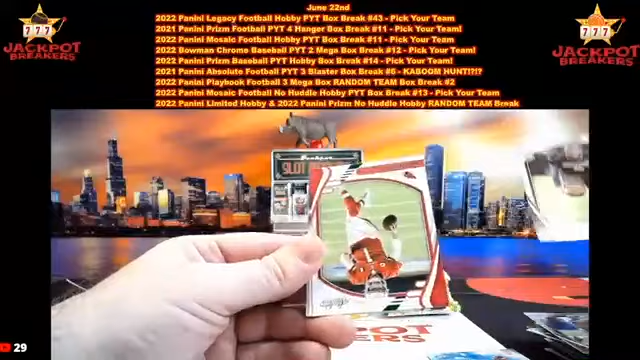 June 22nd
2022 Panini Legacy Football Hobby PYT Box Break #43 - Pick Your Team
2021 Panini Prizm Football PYT 4 Hanger Box Break #11 - Pick Your Team!
2022 Panini Mosaic Football Hobby PYT Box Break #11 - Pick Your Team
2022 Bowman Chrome Baseball PYT 2 Mega Box Break #12 - Pick Your Team!
2022 Panini Prizm Baseball PYT Hobby Box Break #14 - Pick Your Team!
2021 Panini Absolute Football PYT 3 Blaster Box Break #6 - KABOOM HUNT!?!?
2022 Panini Playbook Football 3 Mega Box RANDOM TEAM Box Break #2
2022 Panini Mosaic Football No Huddle Hobby PYT Box Break #13 - Pick Your Team
2022 Panini Limited Hobby & 2022 Panini Prizm No Huddle Hobby RANDOM TEAM Break
777
JACKPOT
BREAKERS
777
JACKPOT
BREAKERS
SLOT
29